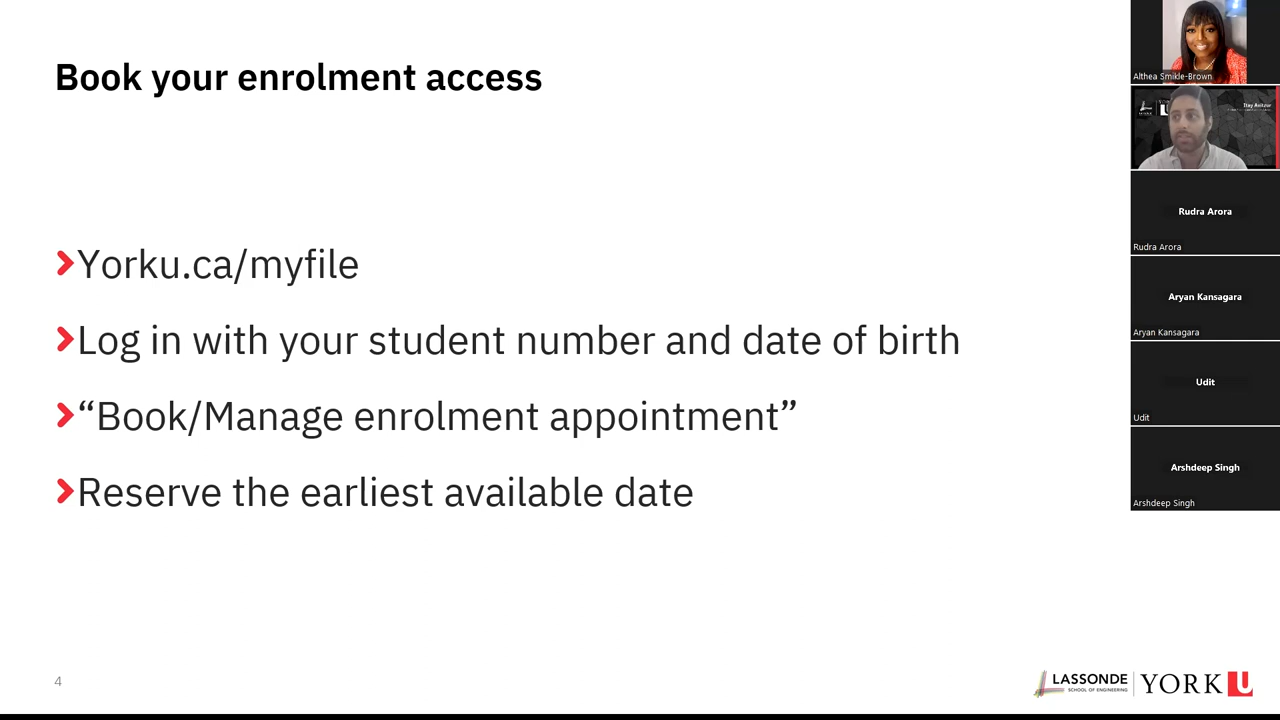 Book your enrolment access
Yorku.ca/myfile
Log in with your student number and date of birth
“Book/Manage enrolment appointment”
Reserve the earliest available date
4
LASSONDE
SCHOOL OF ENGINEERING
YORK U
Althea Smikle-Brown
Rudra Arora
Rudra Arora
Aryan Kansagara
Aryan Kansagara
Udit
Udit
Arshdeep Singh
Arshdeep Singh